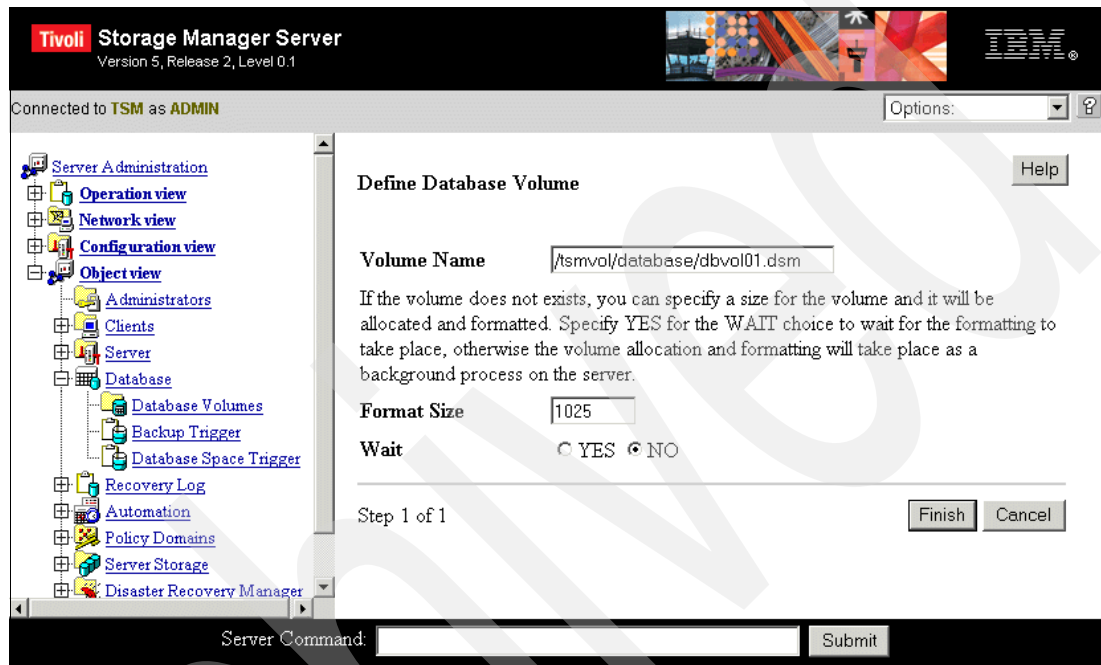 Tivoli Storage Manager Server
Version 5, Release 2, Level 0.1
IBM®
Connected to TSM as ADMIN
Options:
?
Server Administration
Operation view
Network view
Configuration view
Object view
Administrators
Clients
Server
Database
Database Volumes
Backup Trigger
Database Space Trigger
Recovery Log
Automation
Policy Domains
Server Storage
Disaster Recovery Manager
Help
Define Database Volume
Volume Name /tsmvol/database/dbvol01.dsm
If the volume does not exists, you can specify a size for the volume and it will be
allocated and formatted. Specify YES for the WAIT choice to wait for the formatting to
take place, otherwise the volume allocation and formatting will take place as a
background process on the server.
Format Size 1025
Wait YES NO
Step 1 of 1 Finish Cancel
Server Command: Submit